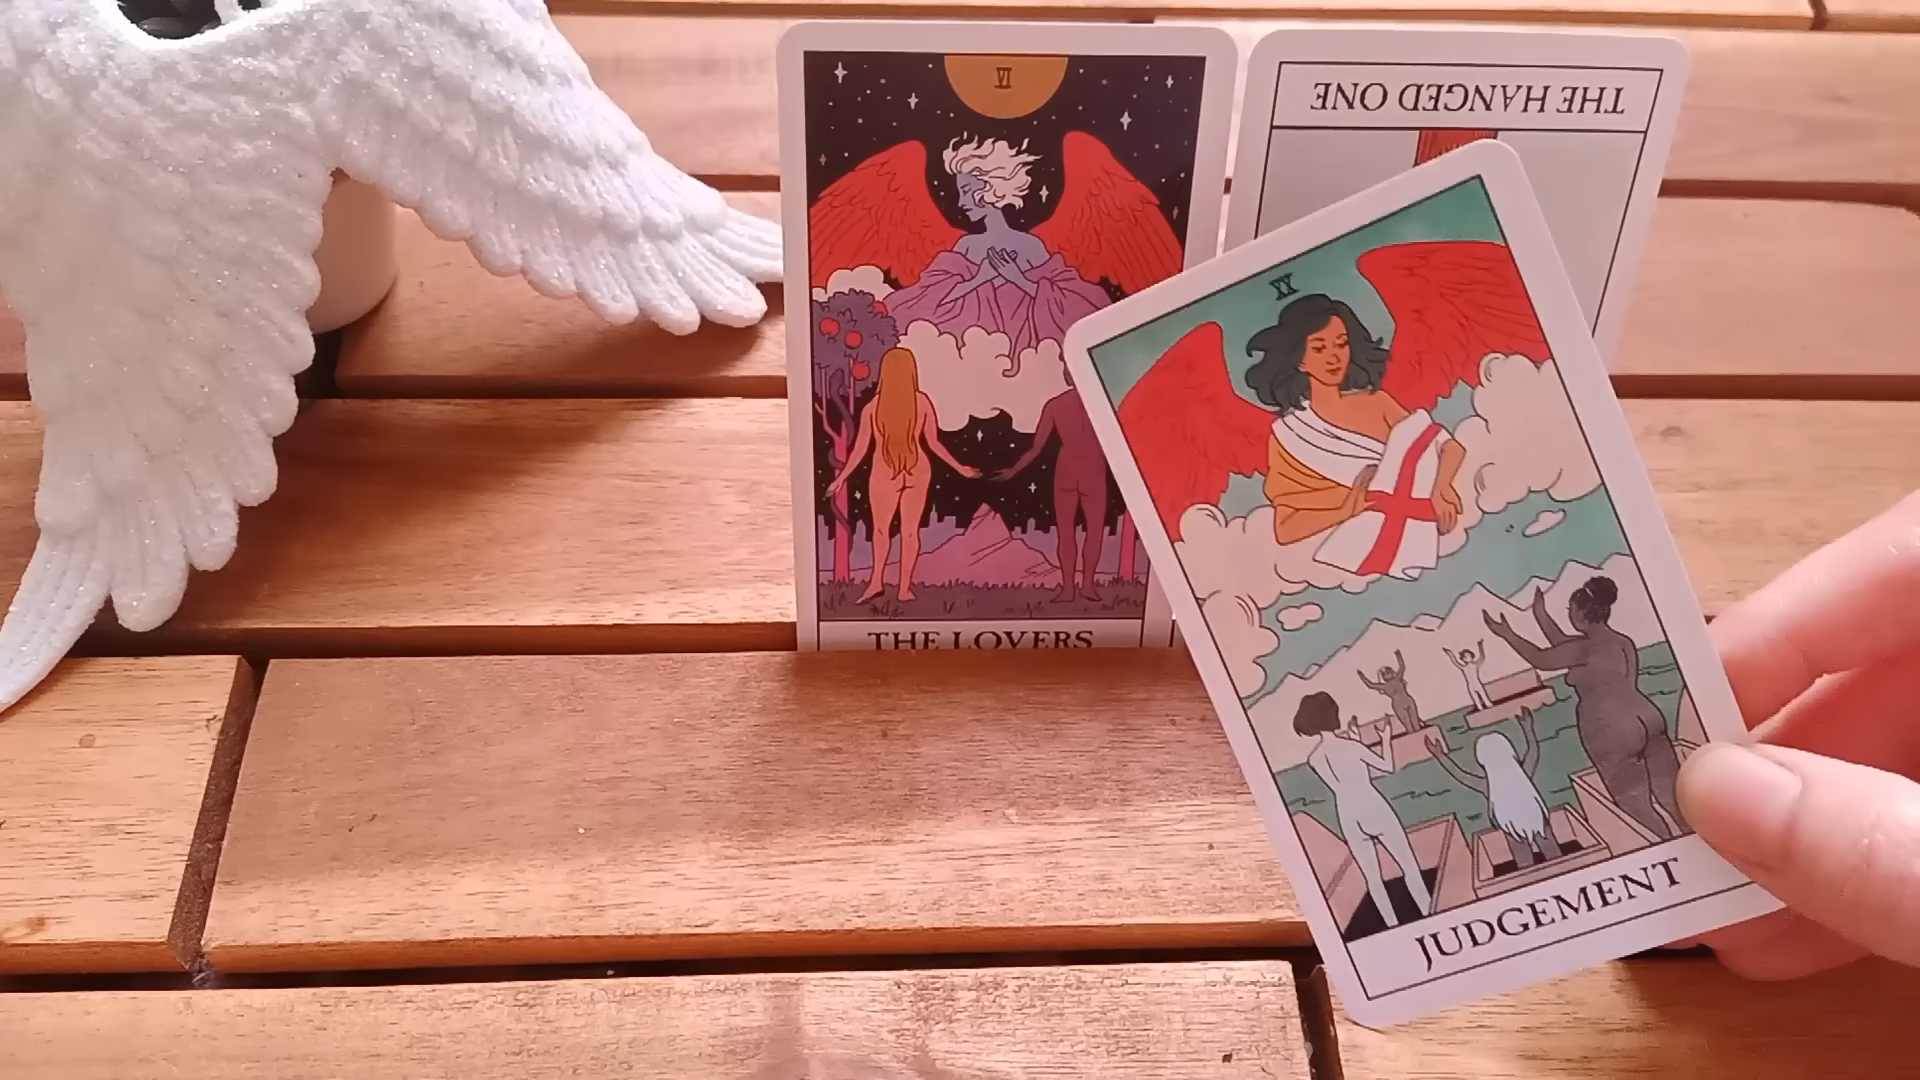 VI
THE LOVERS
THE HANGED ONE
XX
JUDGEMENT